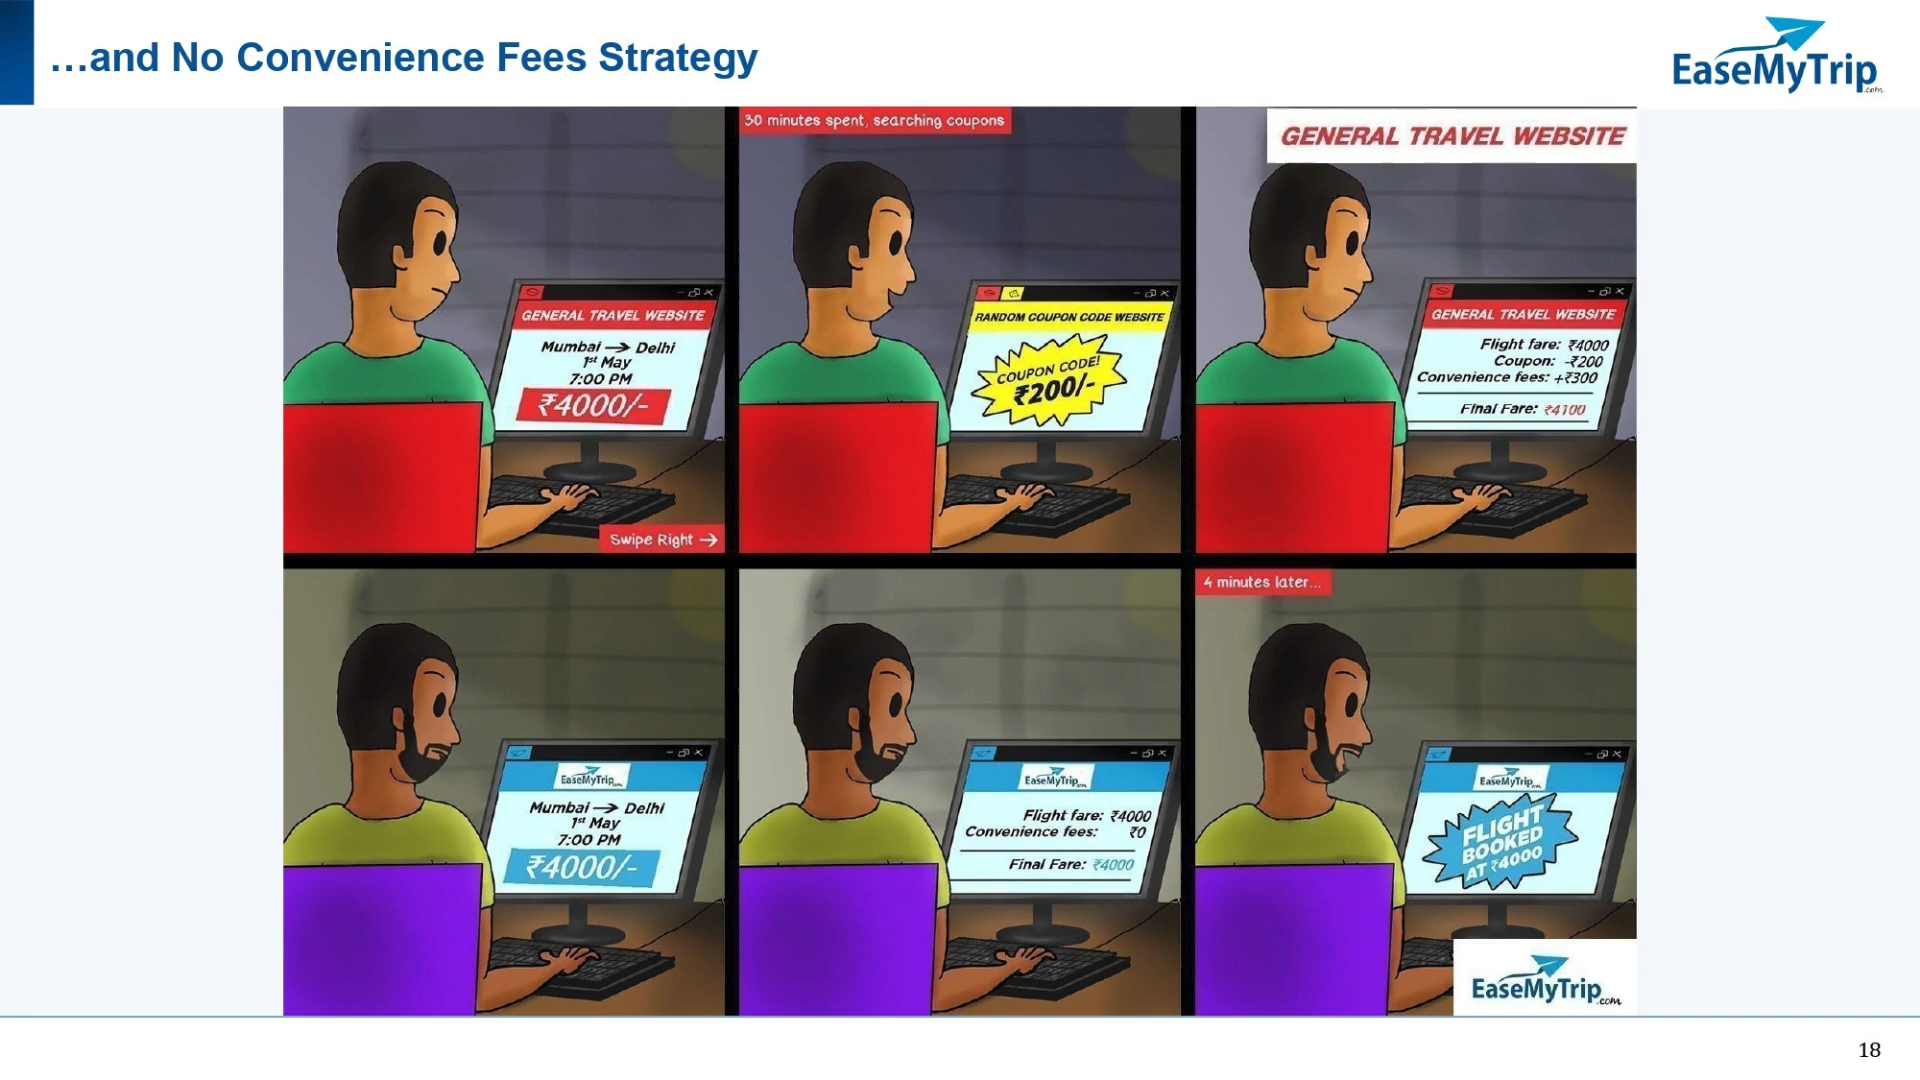 …and No Convenience Fees Strategy
EaseMyTrip.com
GENERAL TRAVEL WEBSITE
Mumbai → Delhi
1st May
7:00 PM
₹4000/-
Swipe Right →
30 minutes spent, searching coupons
RANDOM COUPON CODE WEBSITE
COUPON CODE!
₹200/-
GENERAL TRAVEL WEBSITE
GENERAL TRAVEL WEBSITE
Flight fare: ₹4000
Coupon: -₹200
Convenience fees: +₹300
Final Fare: ₹4100
EaseMyTrip.com
Mumbai → Delhi
1st May
7:00 PM
₹4000/-
EaseMyTrip.com
Flight fare: ₹4000
Convenience fees: ₹0
Final Fare: ₹4000
4 minutes later...
EaseMyTrip.com
FLIGHT
BOOKED
AT ₹4000
EaseMyTrip.com
18